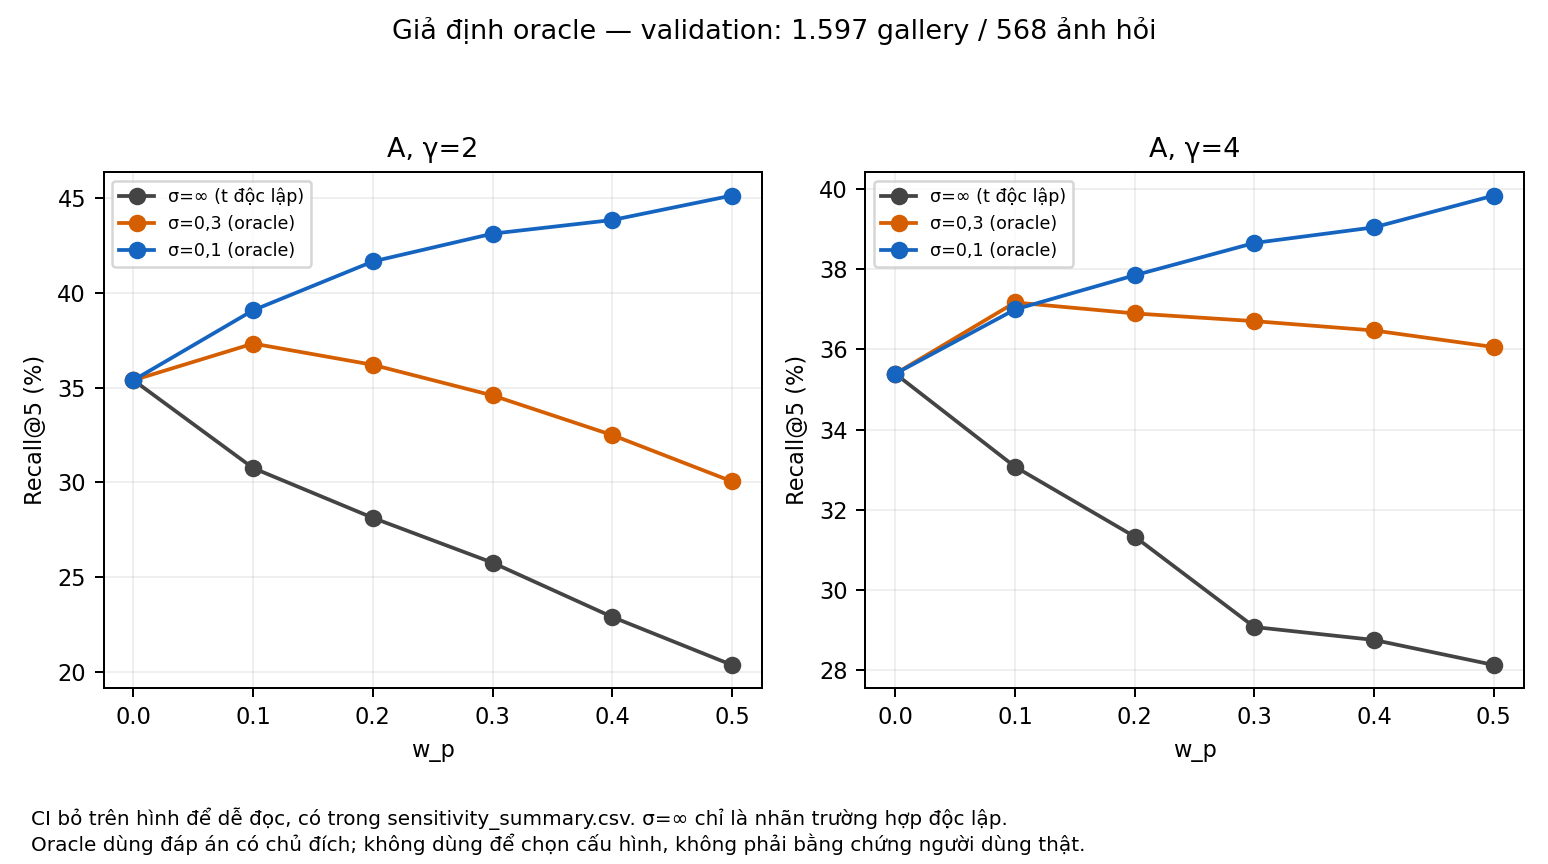 Giả định oracle — validation: 1.597 gallery / 568 ảnh hỏi
A, γ=2
σ=∞ (t độc lập)
σ=0,3 (oracle)
σ=0,1 (oracle)
Recall@5 (%)
45
40
35
30
25
20
0.0 0.1 0.2 0.3 0.4 0.5
w_p
A, γ=4
σ=∞ (t độc lập)
σ=0,3 (oracle)
σ=0,1 (oracle)
Recall@5 (%)
40
38
36
34
32
30
28
0.0 0.1 0.2 0.3 0.4 0.5
w_p
CI bỏ trên hình để dễ đọc, có trong sensitivity_summary.csv. σ=∞ chỉ là nhãn trường hợp độc lập.
Oracle dùng đáp án có chủ đích; không dùng để chọn cấu hình, không phải bằng chứng người dùng thật.